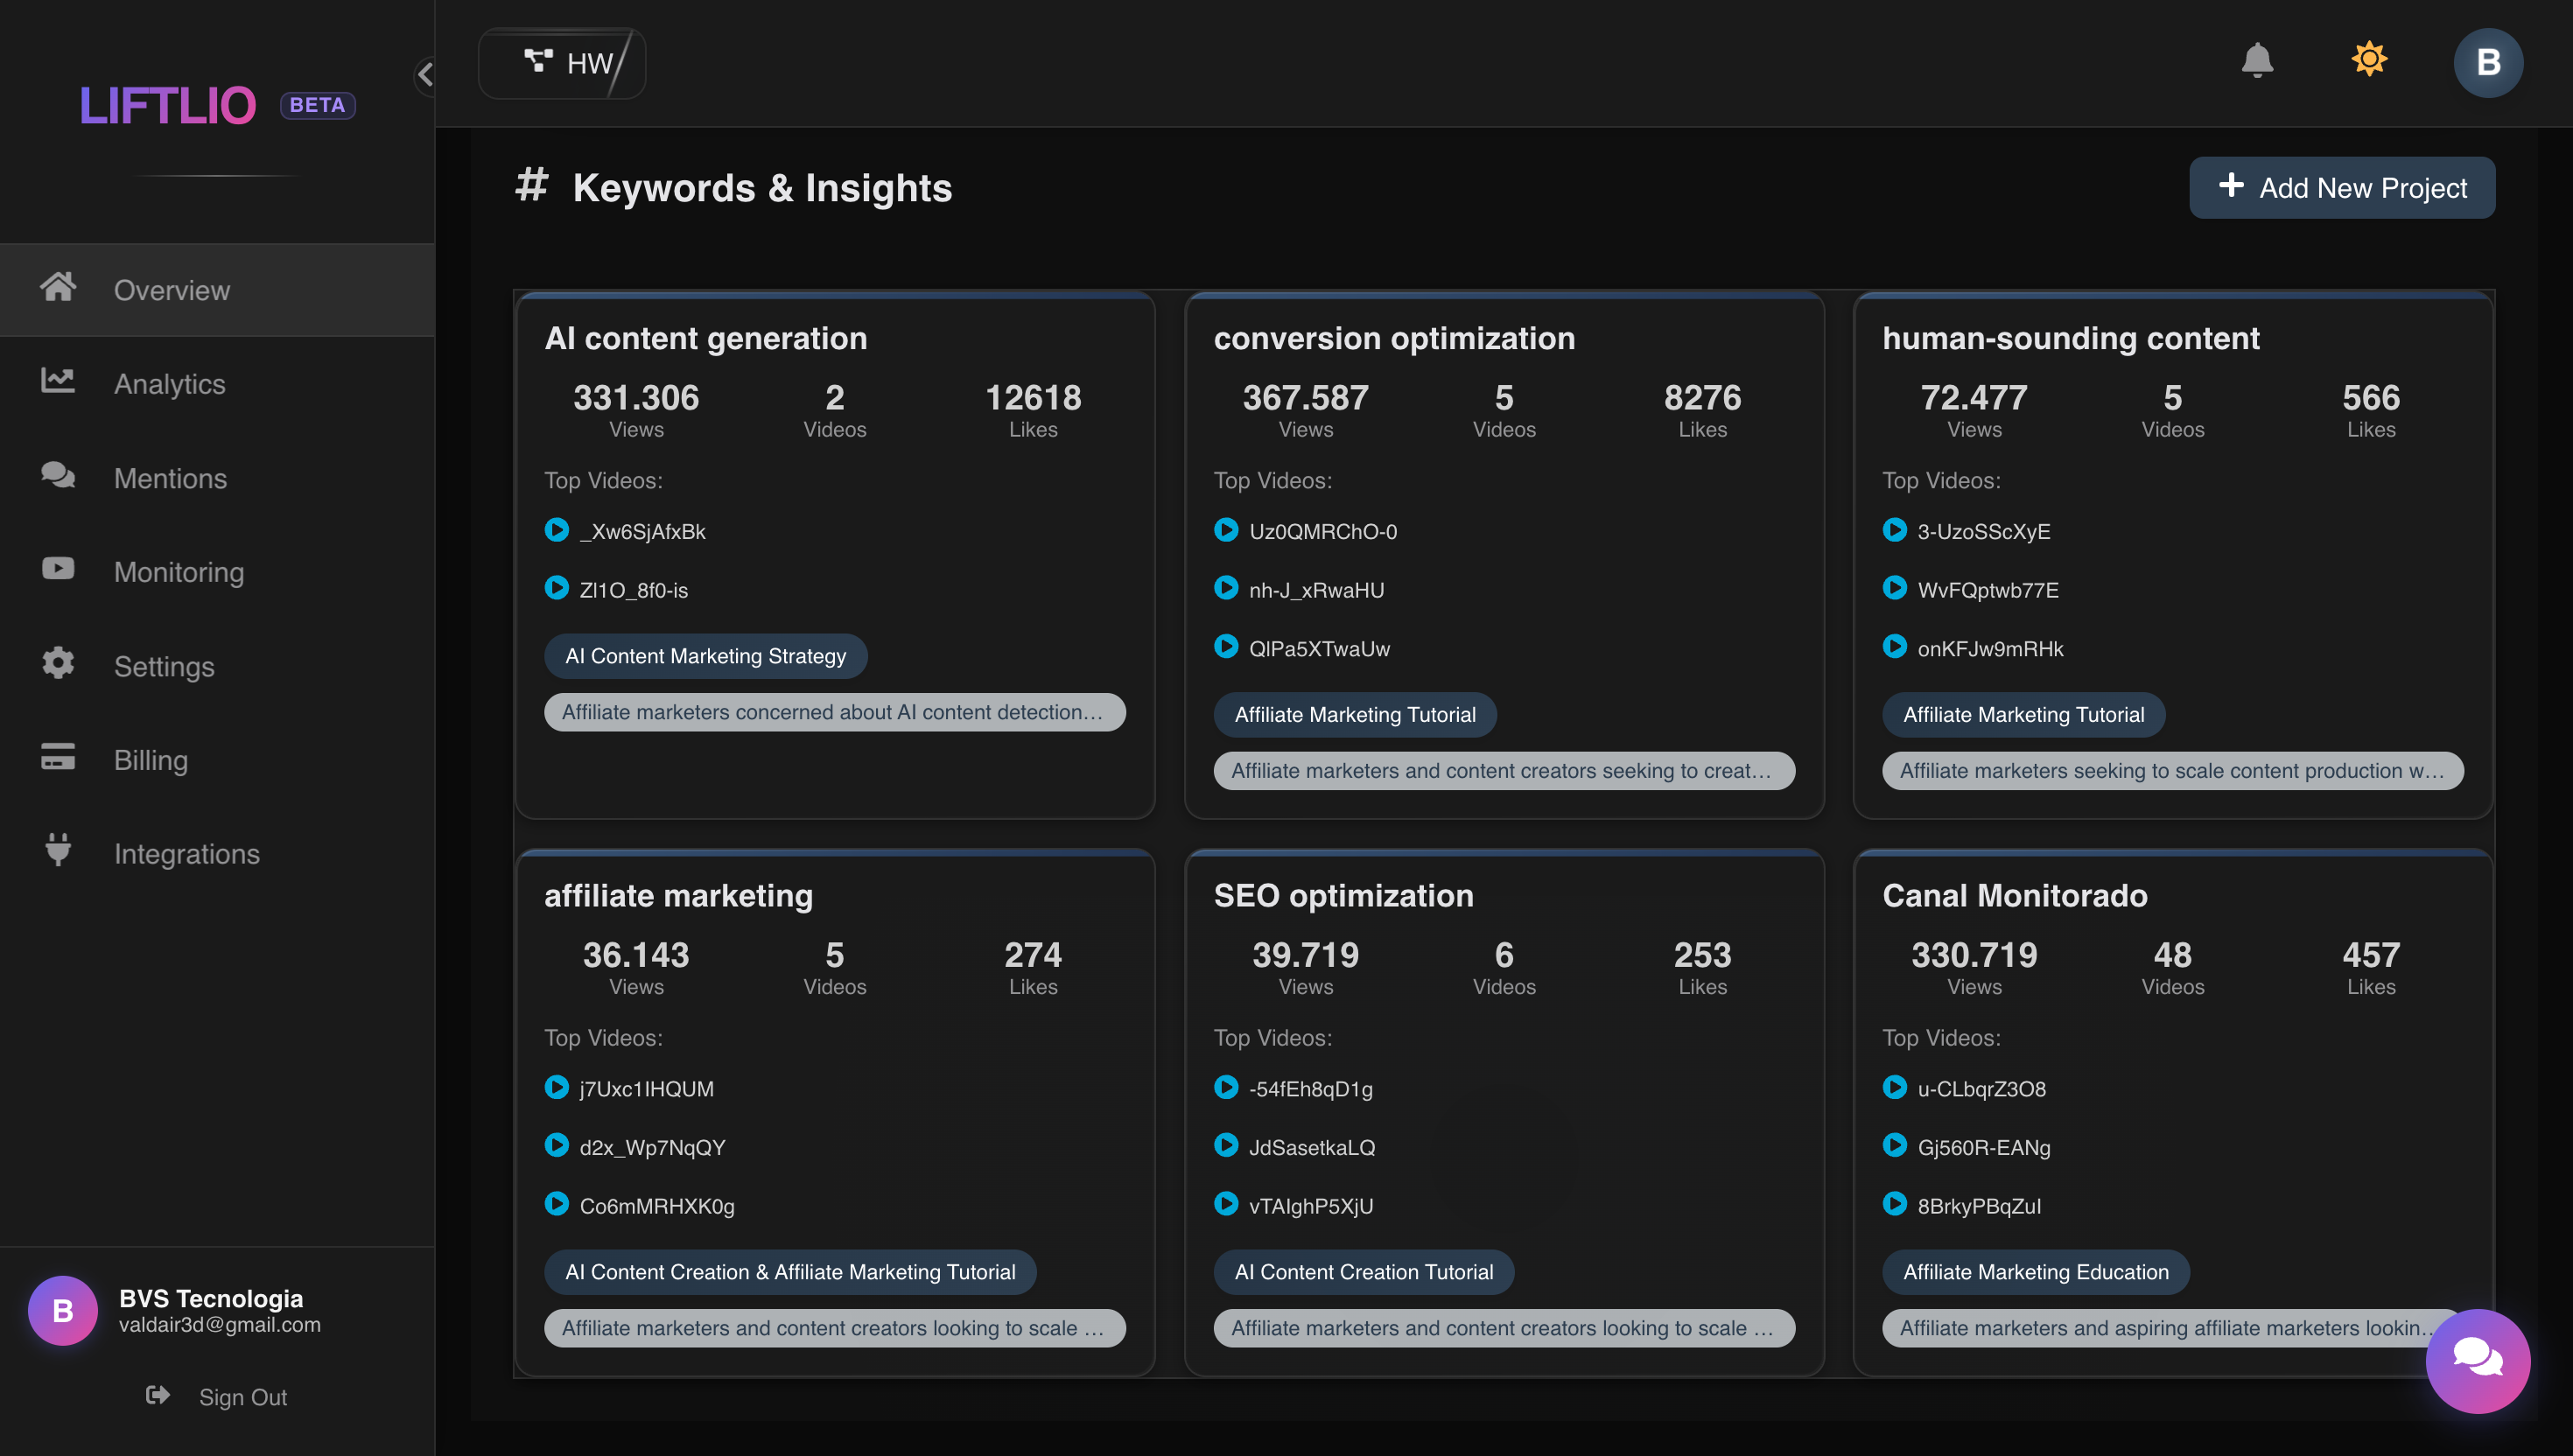 LIFTLIO BETA
HW
B
# Keywords & Insights
Add New Project
Overview
Analytics
Mentions
Monitoring
Settings
Billing
Integrations
B
BVS Tecnologia
valdair3d@gmail.com
Sign Out
AI content generation
331.306 2 12618
Views Videos Likes
Top Videos:
_Xw6SjAfxBk
Zl1O_8f0-is
AI Content Marketing Strategy
Affiliate marketers concerned about AI content detection…
conversion optimization
367.587 5 8276
Views Videos Likes
Top Videos:
Uz0QMRChO-0
nh-J_xRwaHU
QlPa5XTwaUw
Affiliate Marketing Tutorial
Affiliate marketers and content creators seeking to creat…
human-sounding content
72.477 5 566
Views Videos Likes
Top Videos:
3-UzoSScXyE
WvFQptwb77E
onKFJw9mRHk
Affiliate Marketing Tutorial
Affiliate marketers seeking to scale content production w…
affiliate marketing
36.143 5 274
Views Videos Likes
Top Videos:
j7Uxc1IHQUM
d2x_Wp7NqQY
Co6mMRHXK0g
AI Content Creation & Affiliate Marketing Tutorial
Affiliate marketers and content creators looking to scale …
SEO optimization
39.719 6 253
Views Videos Likes
Top Videos:
-54fEh8qD1g
JdSasetkaLQ
vTAIghP5XjU
AI Content Creation Tutorial
Affiliate marketers and content creators looking to scale …
Canal Monitorado
330.719 48 457
Views Videos Likes
Top Videos:
u-CLbqrZ3O8
Gj560R-EANg
8BrkyPBqZuI
Affiliate Marketing Education
Affiliate marketers and aspiring affiliate marketers lookin…